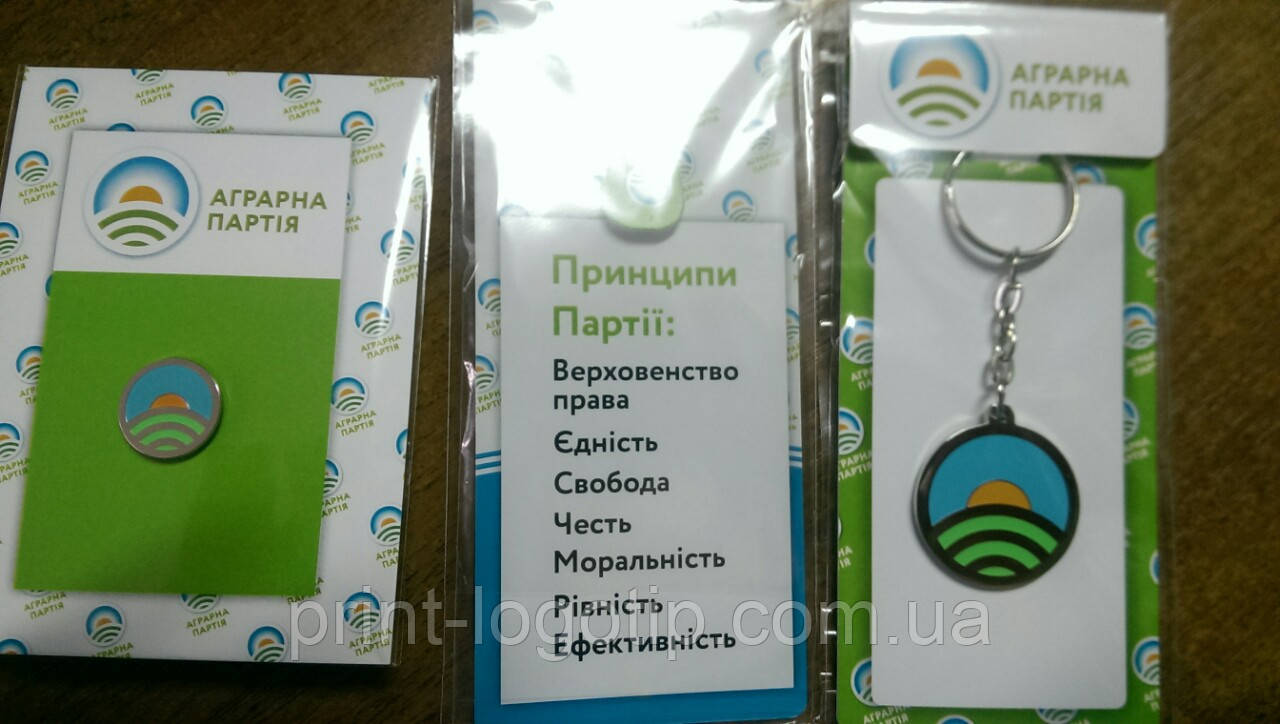 АГРАРНА
ПАРТІЯ
Принципи
Партії:
Верховенство
права
Єдність
Свобода
Честь
Моральність
Рівність
Ефективність
АГРАРНА
ПАРТІЯ
print-logotip.com.ua